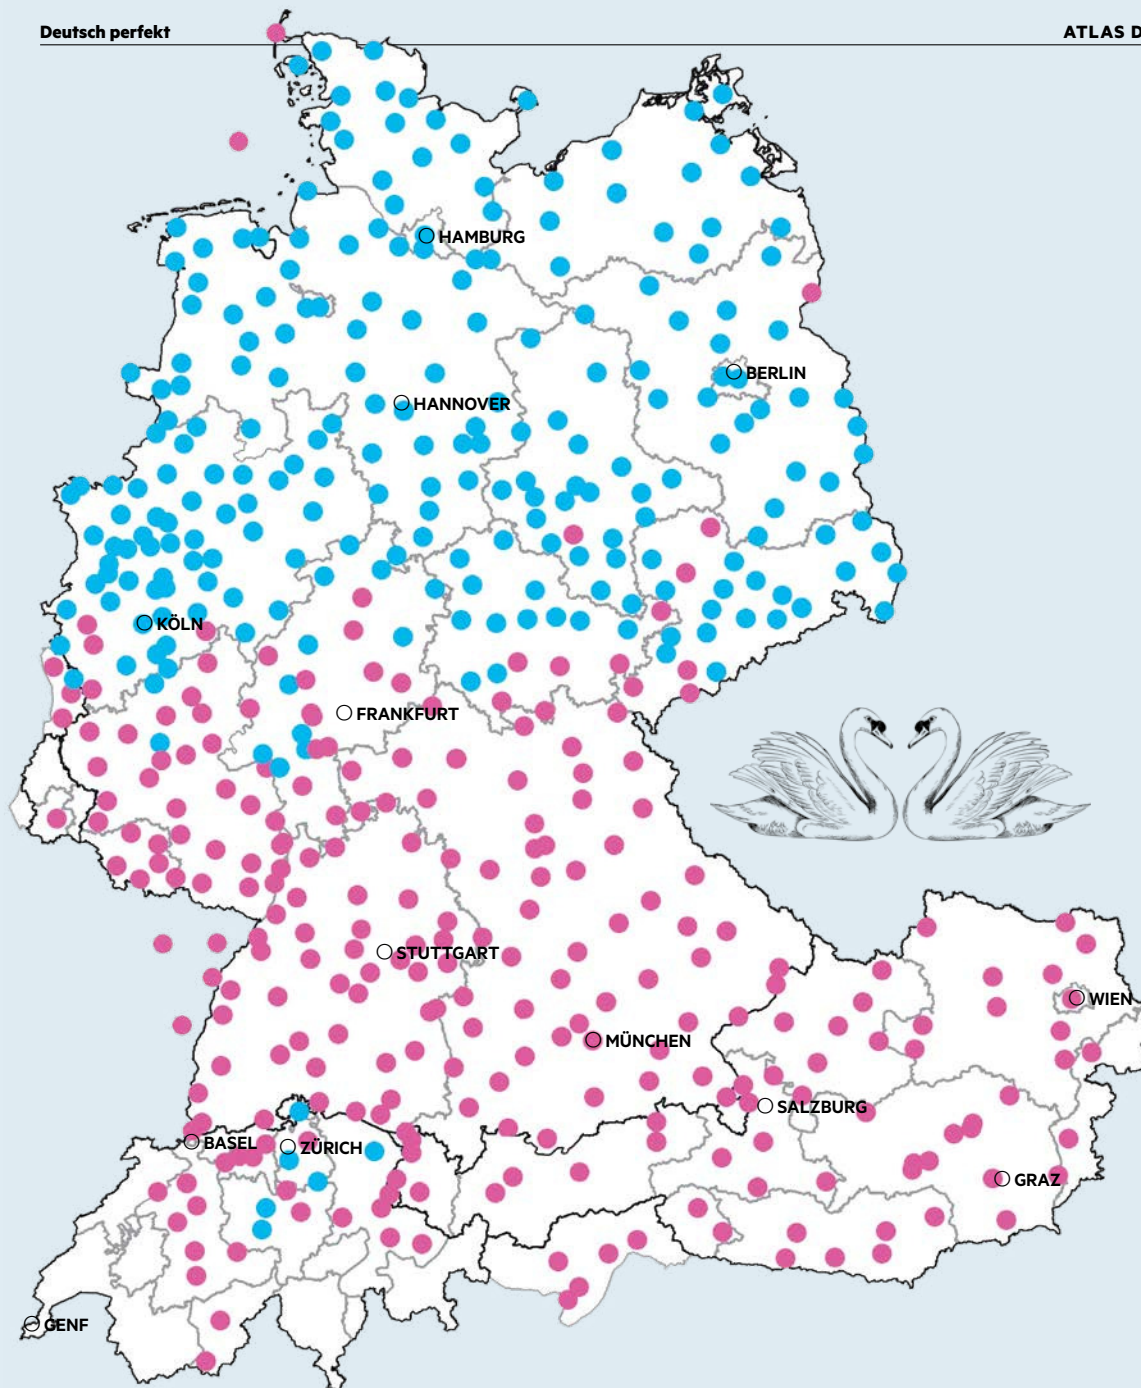 Deutsch perfekt
ATLAS D
HAMBURG
BERLIN
HANNOVER
KÖLN
FRANKFURT
STUTTGART
WIEN
MÜNCHEN
SALZBURG
BASEL
ZÜRICH
GRAZ
GENF